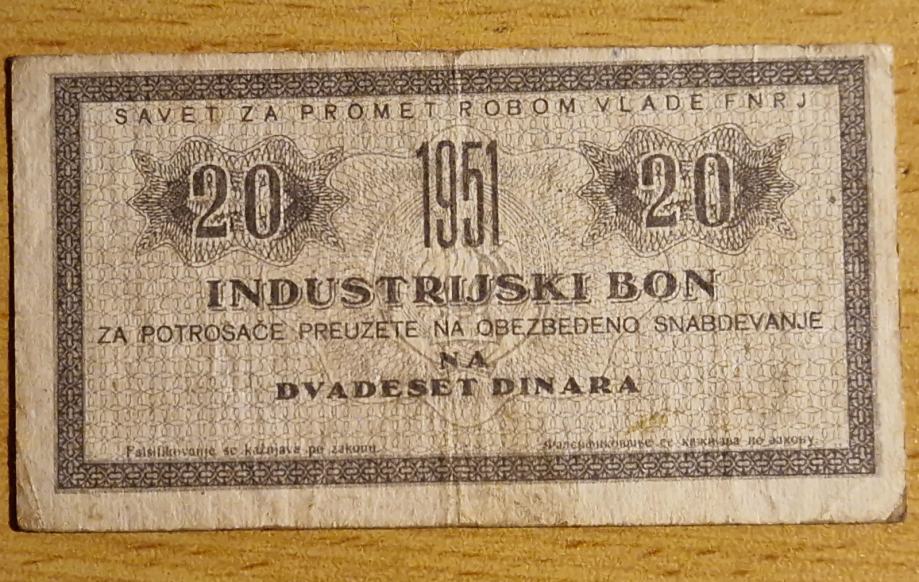 SAVET ZA PROMET ROBOM VLADE FNRJ
20 1951 20
INDUSTRIJSKI BON
ZA POTROSAČE PREUZETE NA OBEZBEĐENO SNABDEVANJE
NA
DVADESET DINARA
Falsifikovanje se kažnjava po zakonu. Фалсификовање се кажњава по закону.